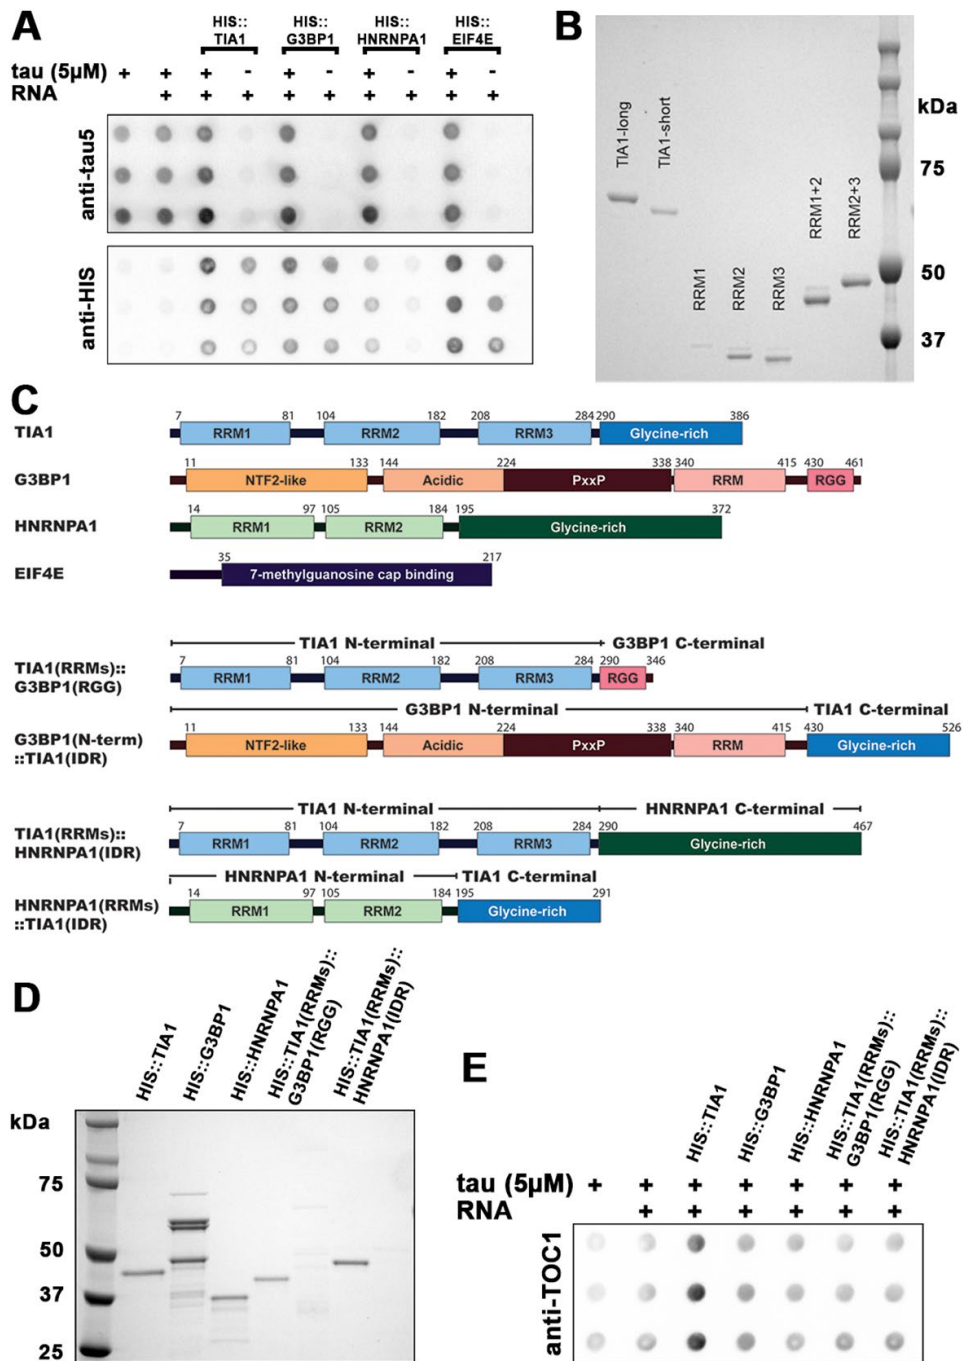 A
HIS:: HIS:: HIS:: HIS::
TIA1 G3BP1 HNRNPA1 EIF4E
tau (5µM) + + + - + - + - + -
RNA + + + + + + + + +
anti-tau5
anti-HIS
B
TIA1-long
TIA1-short
RRM1
RRM2
RRM3
RRM1+2
RRM2+3
kDa
75
50
37
C
7 81 104 182 208 284 290 386
TIA1 RRM1 RRM2 RRM3 Glycine-rich
11 133 144 224 338 340 415 430 461
G3BP1 NTF2-like Acidic PxxP RRM RGG
14 97 105 184 195 372
HNRNPA1 RRM1 RRM2 Glycine-rich
35 217
EIF4E 7-methylguanosine cap binding
TIA1 N-terminal G3BP1 C-terminal
7 81 104 182 208 284 290 346
TIA1(RRMs):: RRM1 RRM2 RRM3 RGG
G3BP1(RGG)
G3BP1 N-terminal TIA1 C-terminal
11 133 144 224 338 340 415 430 526
G3BP1(N-term) NTF2-like Acidic PxxP RRM Glycine-rich
::TIA1(IDR)
TIA1 N-terminal HNRNPA1 C-terminal
7 81 104 182 208 284 290 467
TIA1(RRMs):: RRM1 RRM2 RRM3 Glycine-rich
HNRNPA1(IDR)
HNRNPA1 N-terminal TIA1 C-terminal
14 97 105 184 195 291
HNRNPA1(RRMs) RRM1 RRM2 Glycine-rich
::TIA1(IDR)
D
HIS::TIA1
HIS::G3BP1
HIS::HNRNPA1
HIS::TIA1(RRMs)::
G3BP1(RGG)
HIS::TIA1(RRMs)::
HNRNPA1(IDR)
kDa
75
50
37
25
E
HIS::TIA1
HIS::G3BP1
HIS::HNRNPA1
HIS::TIA1(RRMs)::
G3BP1(RGG)
HIS::TIA1(RRMs)::
HNRNPA1(IDR)
tau (5µM) + + + + + + +
RNA + + + + + +
anti-TOC1